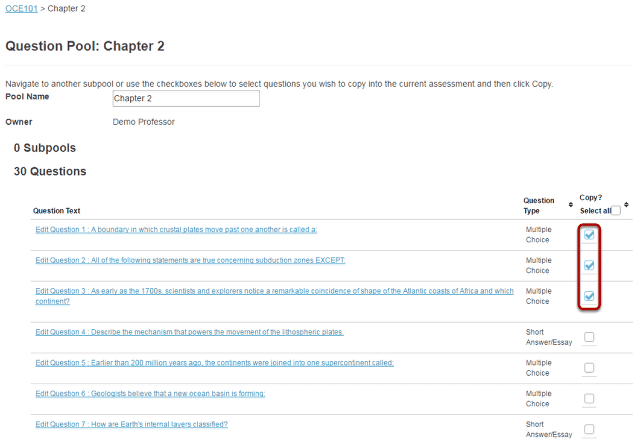 OCE101 > Chapter 2
Question Pool: Chapter 2
Navigate to another subpool or use the checkboxes below to select questions you wish to copy into the current assessment and then click Copy.
Pool Name
Chapter 2
Owner
Demo Professor
0 Subpools
30 Questions
Question Text
Question
Type
Copy?
Select all
Edit Question 1 : A boundary in which crustal plates move past one another is called a:
Multiple
Choice
Edit Question 2 : All of the following statements are true concerning subduction zones EXCEPT:
Multiple
Choice
Edit Question 3 : As early as the 1700s, scientists and explorers notice a remarkable coincidence of shape of the Atlantic coasts of Africa and which
continent?
Multiple
Choice
Edit Question 4 : Describe the mechanism that powers the movement of the lithospheric plates.
Short
Answer/Essay
Edit Question 5 : Earlier than 200 million years ago, the continents were joined into one supercontinent called:
Multiple
Choice
Edit Question 6 : Geologists believe that a new ocean basin is forming:
Multiple
Choice
Edit Question 7 : How are Earth's internal layers classified?
Short
Answer/Essay